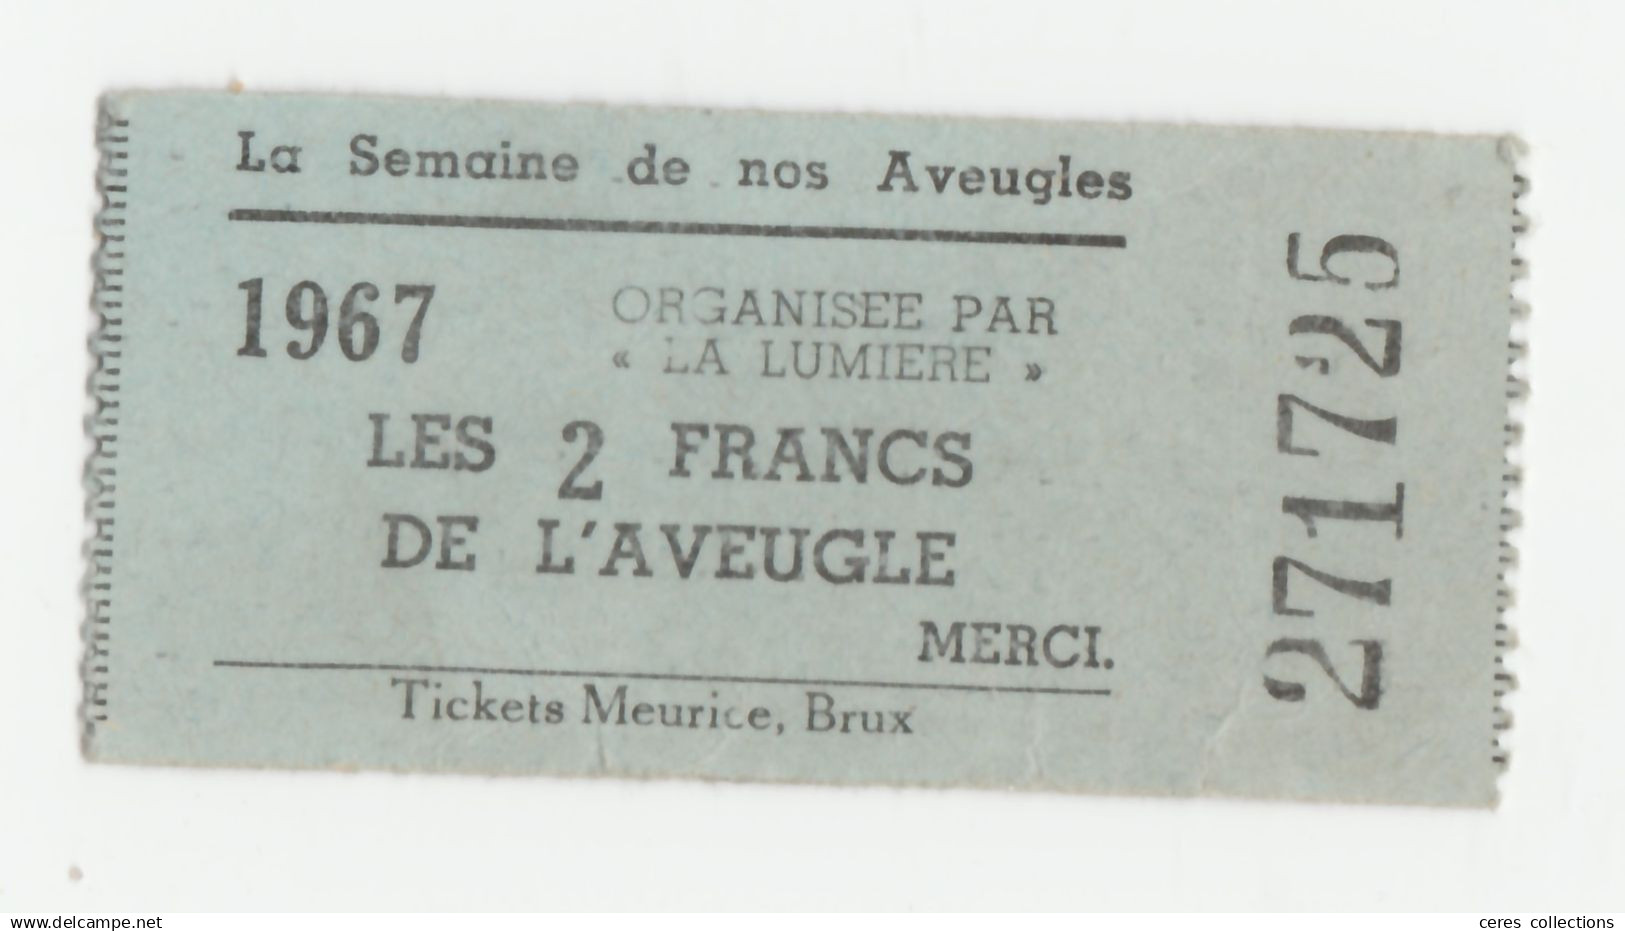 La Semaine de nos Aveugles
1967
ORGANISEE PAR
« LA LUMIERE »
LES 2 FRANCS
DE L'AVEUGLE
MERCI.
Tickets Meurice, Brux
271725
www.delcampe.net
ceres collections